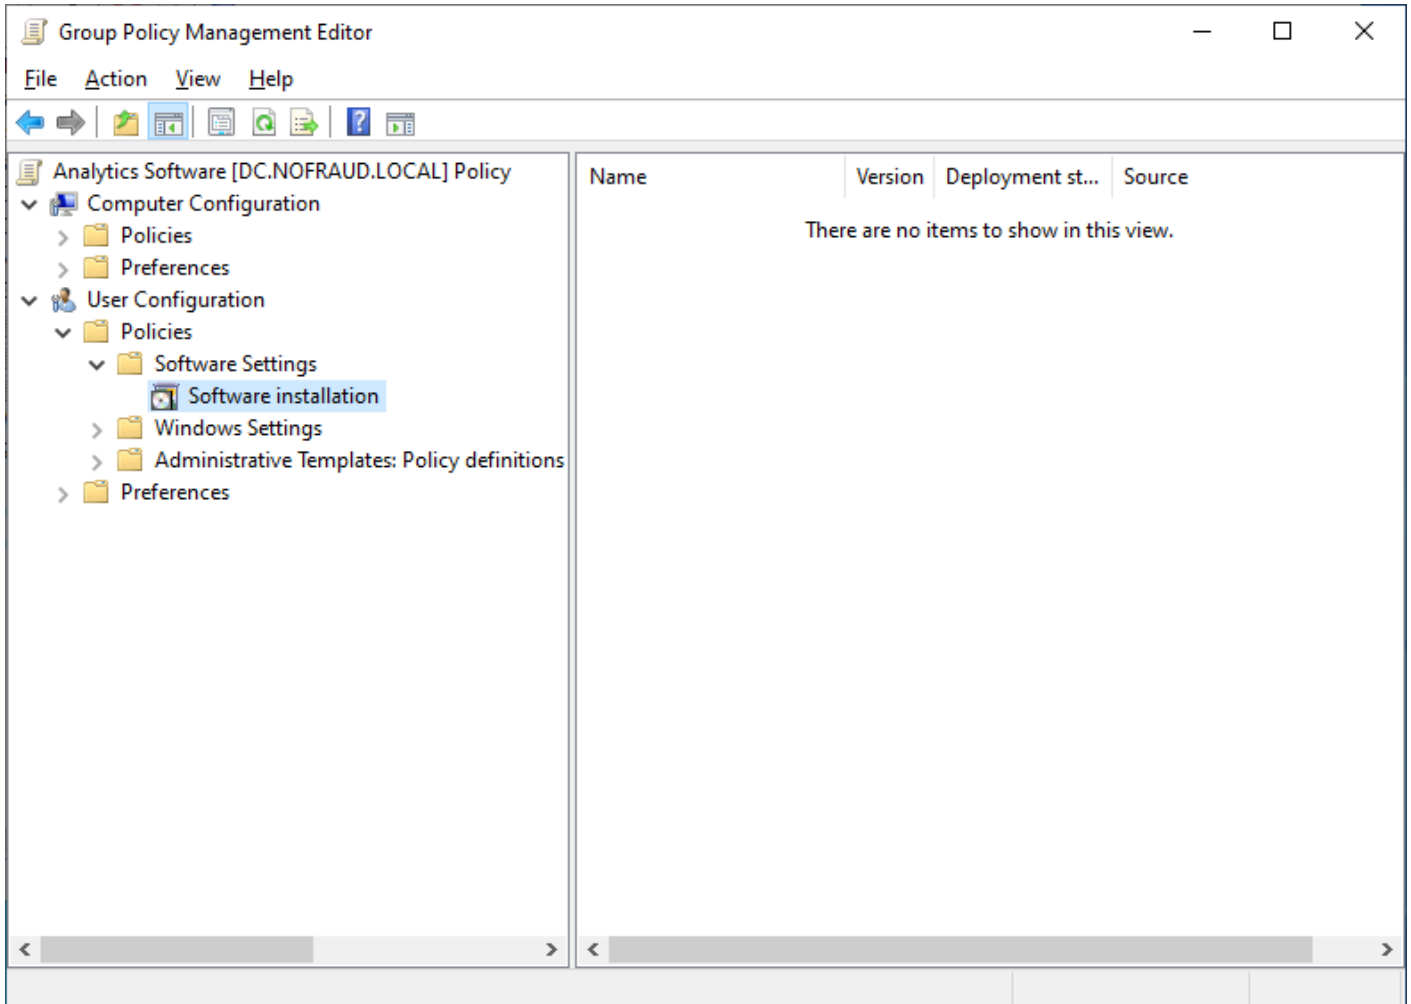 Group Policy Management Editor
File Action View Help
Analytics Software [DC.NOFRAUD.LOCAL] Policy
Computer Configuration
Policies
Preferences
User Configuration
Policies
Software Settings
Software installation
Windows Settings
Administrative Templates: Policy definitions
Preferences
Name Version Deployment st... Source
There are no items to show in this view.